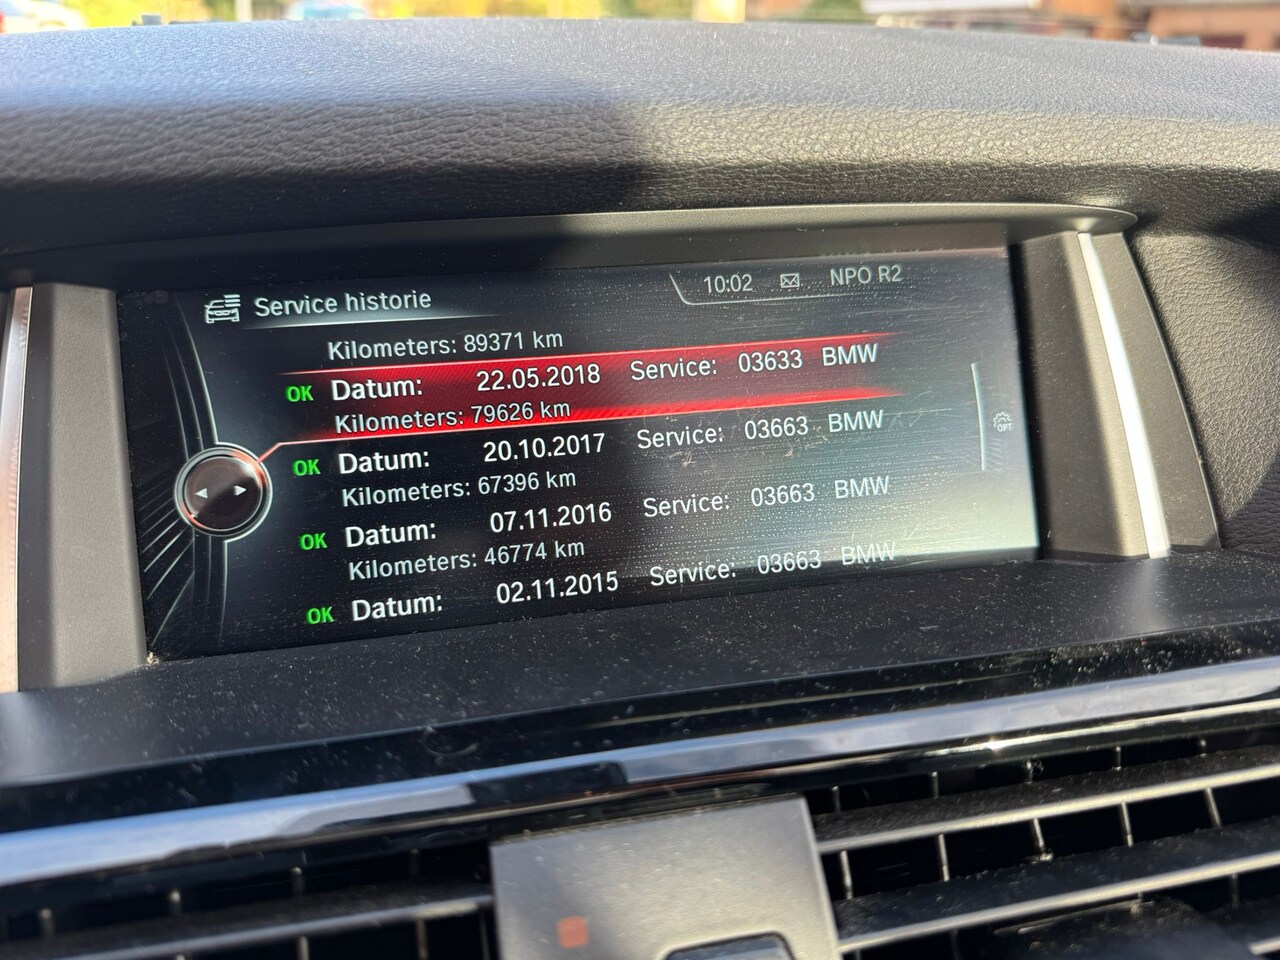 10:02 NPO R2
Service historie
Kilometers: 89371 km
OK Datum: 22.05.2018 Service: 03633 BMW
Kilometers: 79626 km
OK Datum: 20.10.2017 Service: 03663 BMW
Kilometers: 67396 km
OK Datum: 07.11.2016 Service: 03663 BMW
Kilometers: 46774 km
OK Datum: 02.11.2015 Service: 03663 BMW
OPT